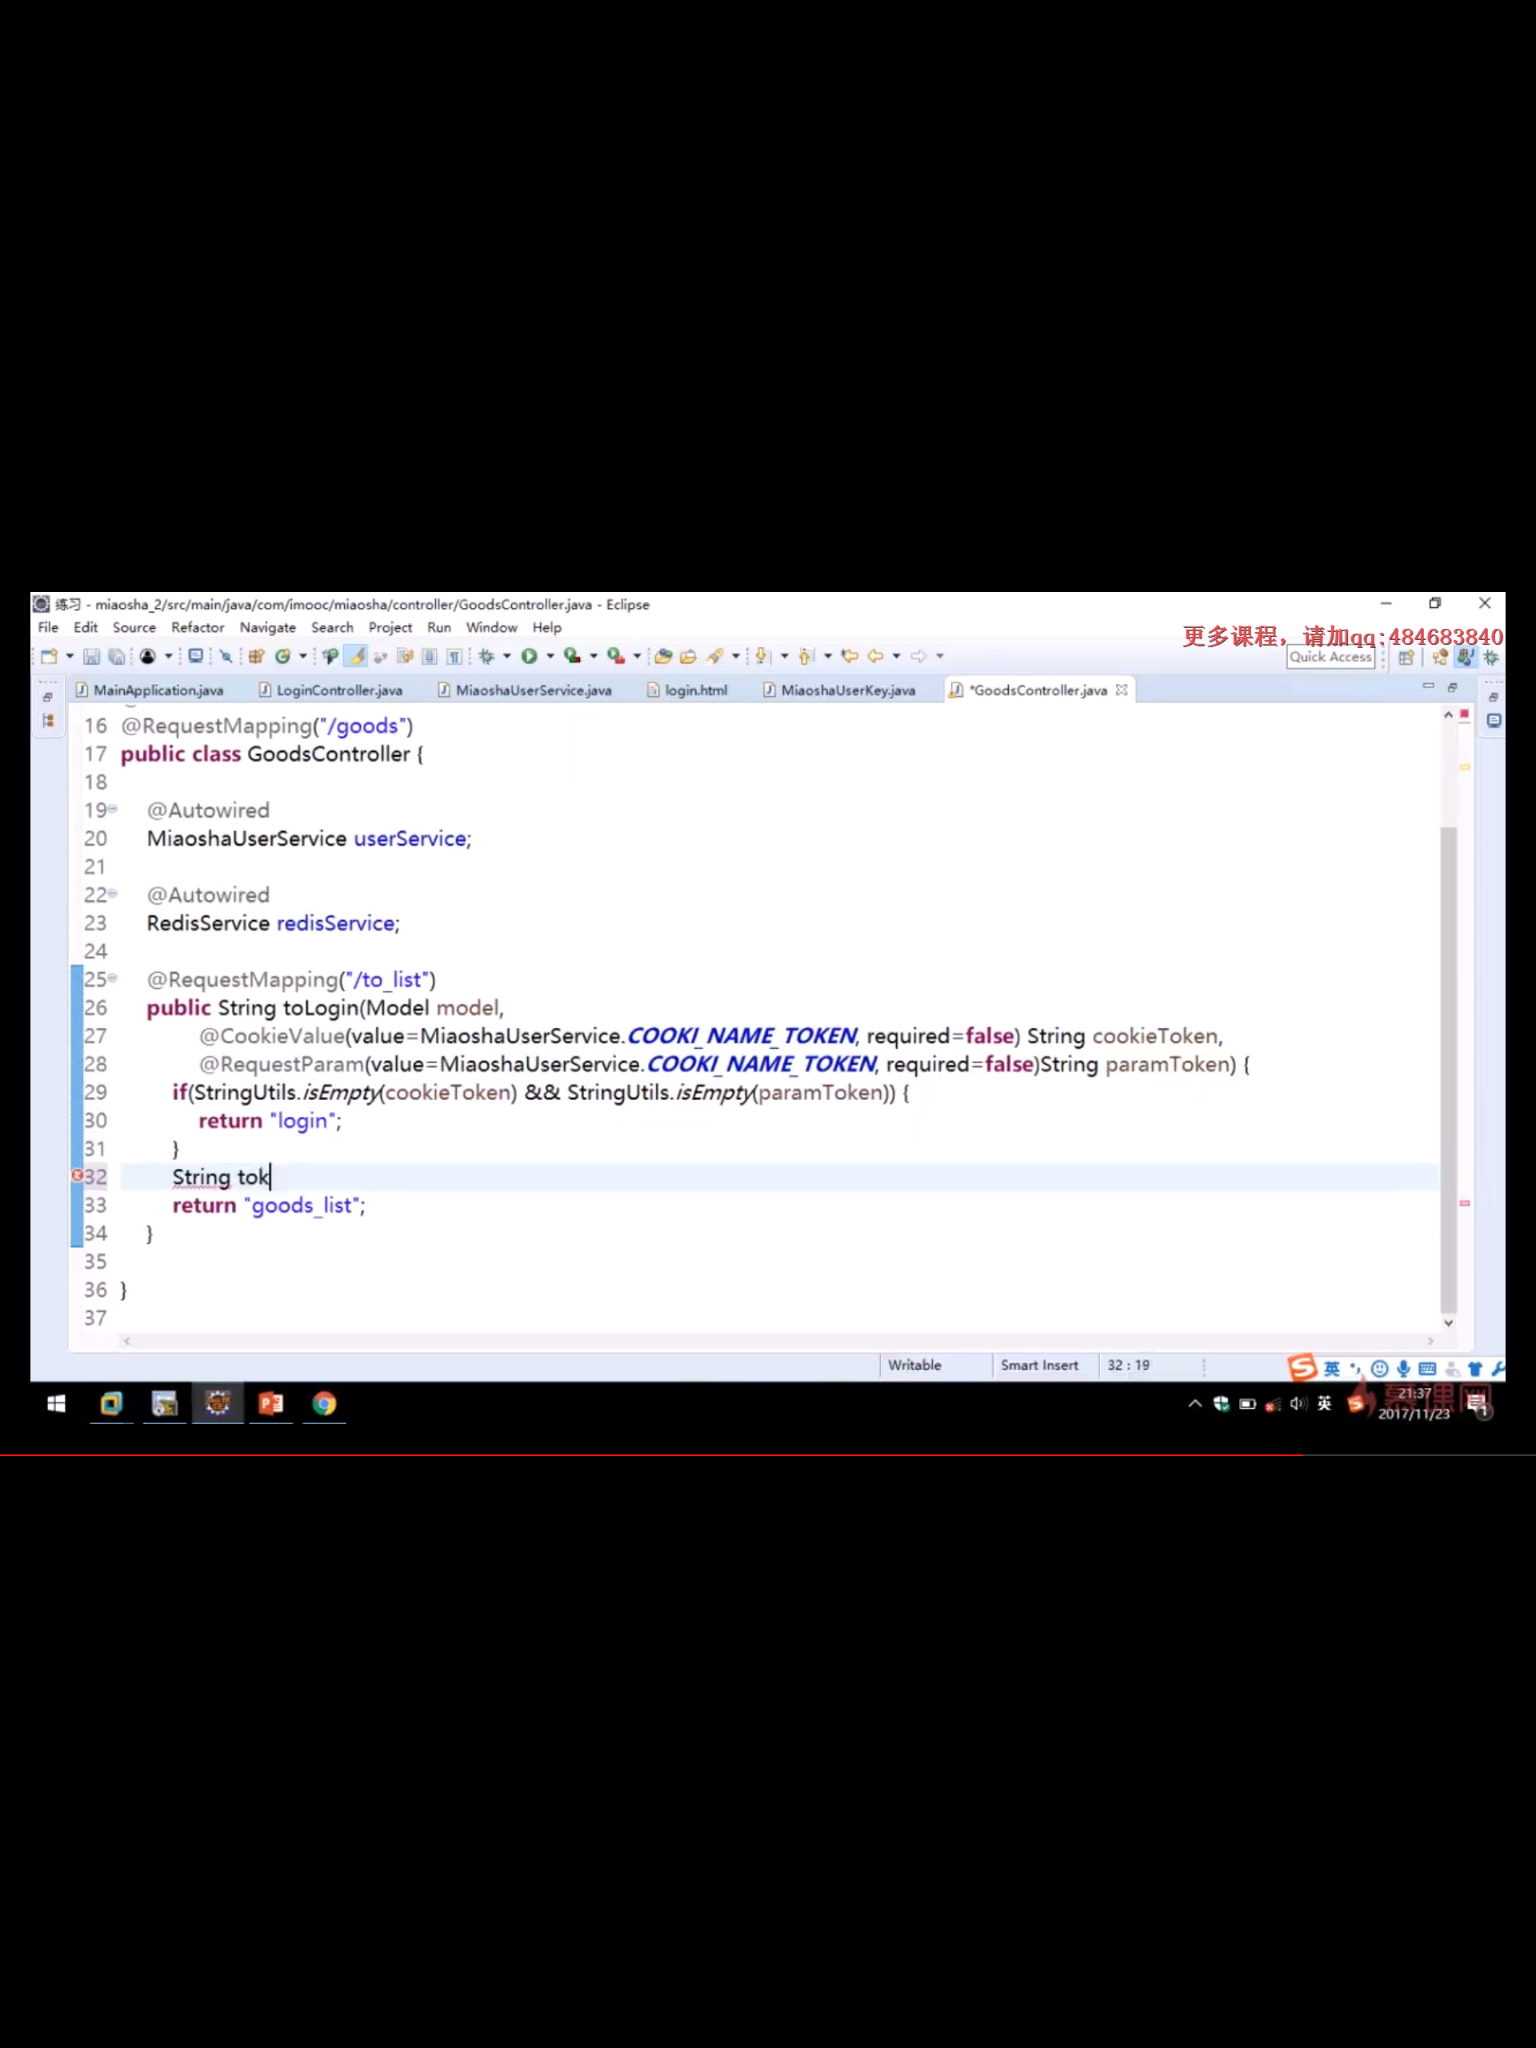 练习 - miaosha_2/src/main/java/com/imooc/miaosha/controller/GoodsController.java - Eclipse
File Edit Source Refactor Navigate Search Project Run Window Help
更多课程，请加qq:484683840
Quick Access
MainApplication.java LoginController.java MiaoshaUserService.java login.html MiaoshaUserKey.java *GoodsController.java
16 @RequestMapping("/goods")
17 public class GoodsController {
18
19 @Autowired
20 MiaoshaUserService userService;
21
22 @Autowired
23 RedisService redisService;
24
25 @RequestMapping("/to_list")
26 public String toLogin(Model model,
27 @CookieValue(value=MiaoshaUserService.COOKI_NAME_TOKEN, required=false) String cookieToken,
28 @RequestParam(value=MiaoshaUserService.COOKI_NAME_TOKEN, required=false)String paramToken) {
29 if(StringUtils.isEmpty(cookieToken) && StringUtils.isEmpty(paramToken)) {
30 return "login";
31 }
32 String tok
33 return "goods_list";
34 }
35
36 }
37
Writable Smart Insert 32 : 19
英
英 21:37
慕课网
2017/11/23